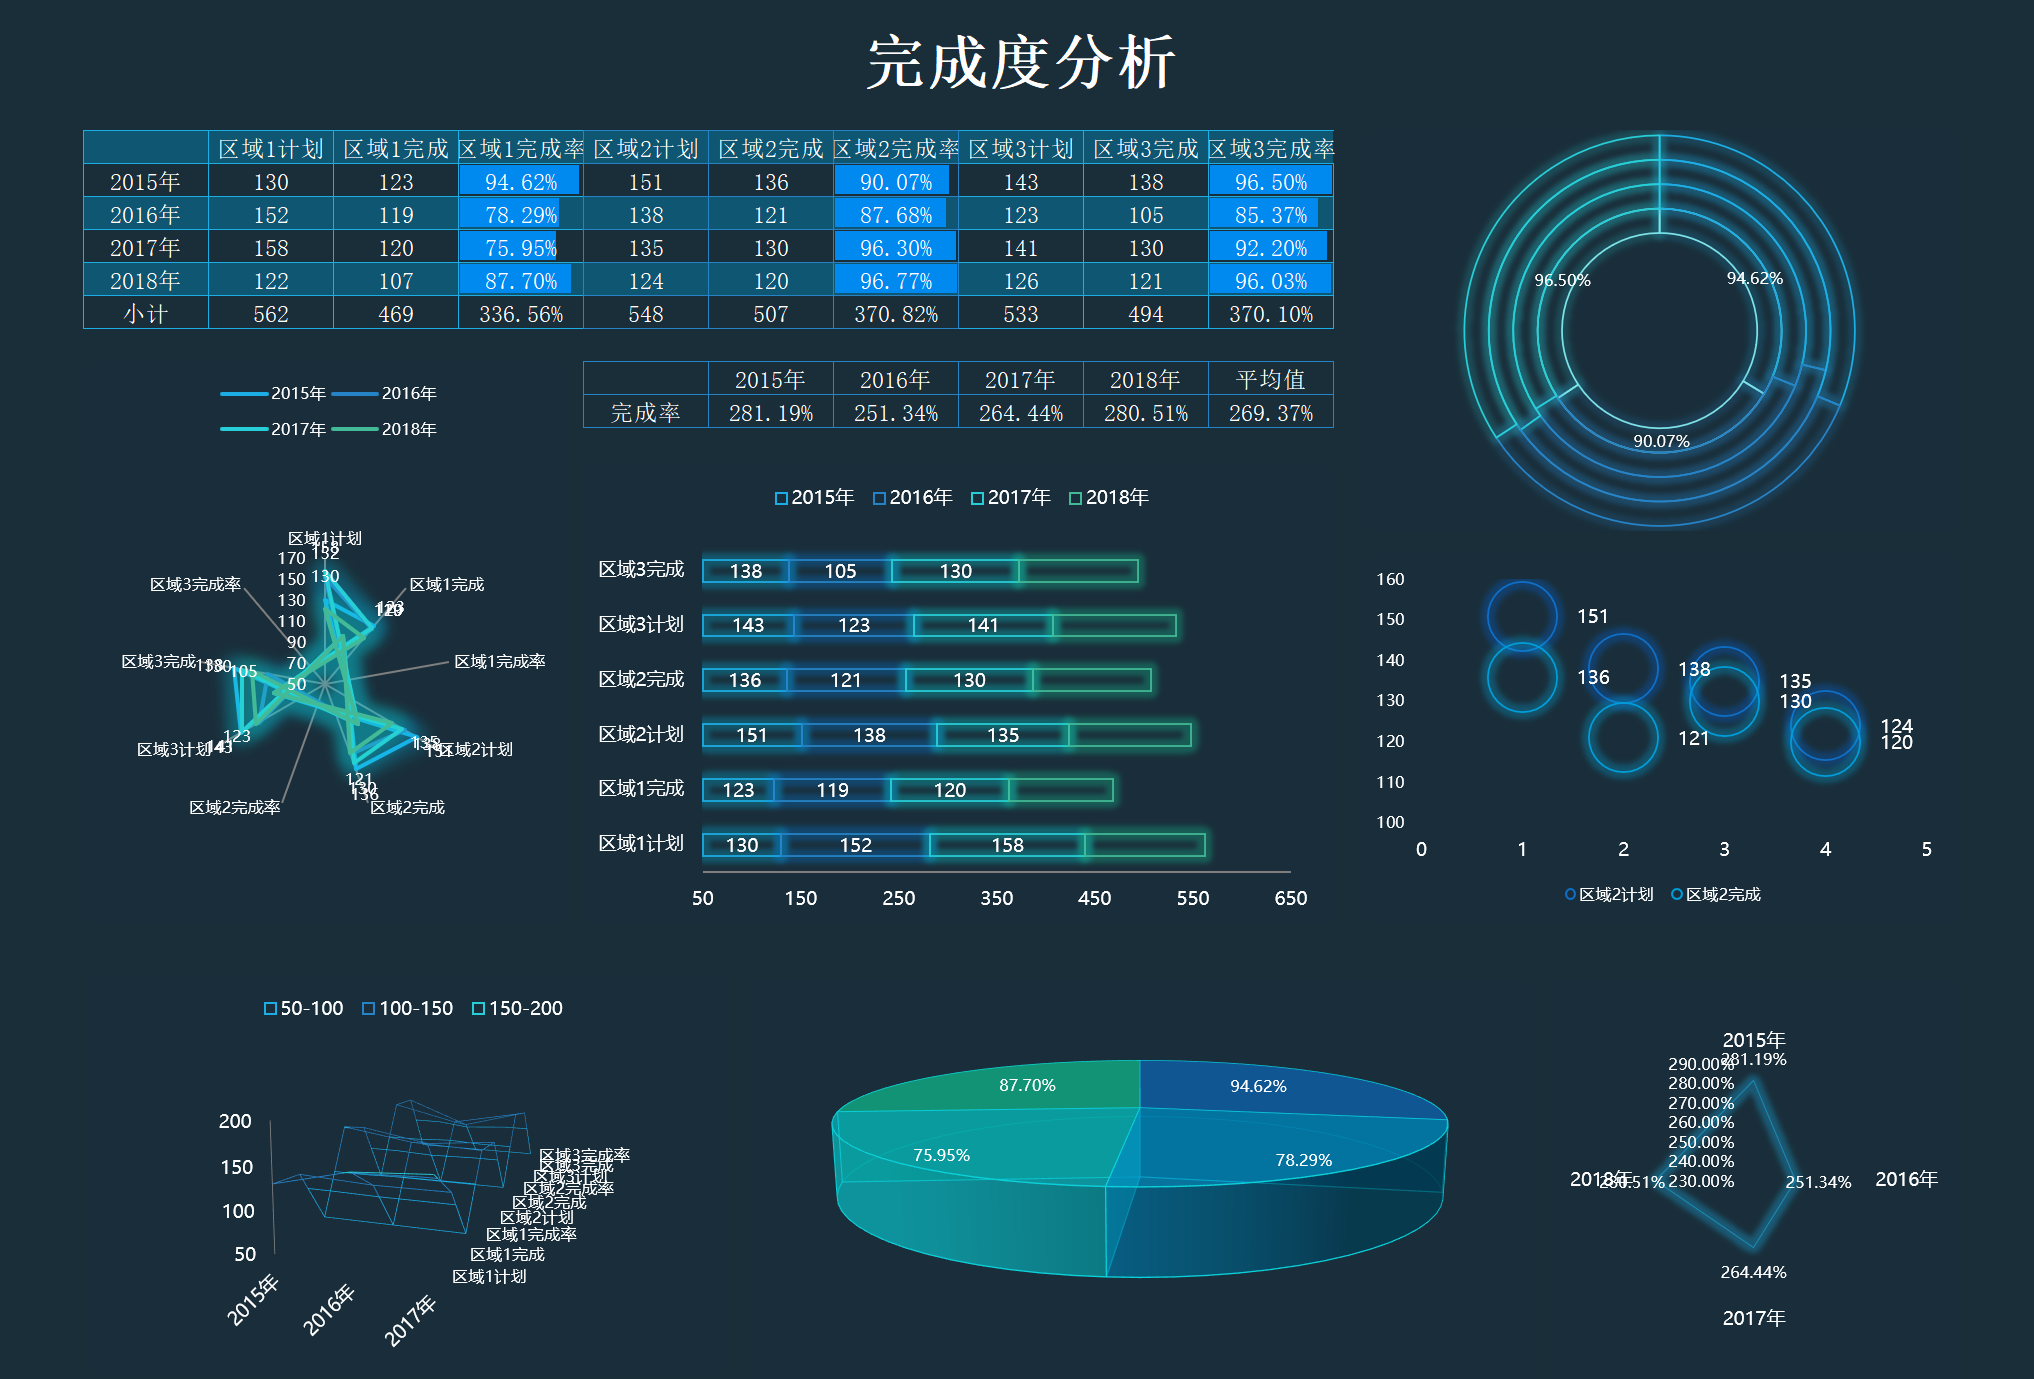 完成度分析
区域1计划 区域1完成 区域1完成率 区域2计划 区域2完成 区域2完成率 区域3计划 区域3完成 区域3完成率
2015年 130 123 94.62% 151 136 90.07% 143 138 96.50%
2016年 152 119 78.29% 138 121 87.68% 123 105 85.37%
2017年 158 120 75.95% 135 130 96.30% 141 130 92.20%
2018年 122 107 87.70% 124 120 96.77% 126 121 96.03%
小计 562 469 336.56% 548 507 370.82% 533 494 370.10%
2015年 2016年 2017年 2018年 平均值
完成率 281.19% 251.34% 264.44% 280.51% 269.37%
96.50%
94.62%
90.07%
2015年 2016年
2017年 2018年
区域1计划
158
152
130
区域1完成
123
区域1完成率
区域2计划
135
138
151
区域2完成
121
130
136
区域2完成率
区域3计划
123
143
区域3完成
138
130
105
区域3完成率
170
150
130
110
90
70
50
2015年 2016年 2017年 2018年
区域3完成 138 105 130
区域3计划 143 123 141
区域2完成 136 121 130
区域2计划 151 138 135
区域1完成 123 119 120
区域1计划 130 152 158
50 150 250 350 450 550 650
160
150
140
130
120
110
100
0 1 2 3 4 5
151
136
138
121
135
130
124
120
区域2计划 区域2完成
50-100 100-150 150-200
200
150
100
50
2015年
2016年
2017年
区域3完成率
区域3完成
区域3计划
区域2完成率
区域2完成
区域2计划
区域1完成率
区域1完成
区域1计划
87.70%
94.62%
75.95%
78.29%
2015年
281.19%
290.00%
280.00%
270.00%
260.00%
250.00%
240.00%
230.00%
2018年
280.51%
251.34%
2016年
264.44%
2017年